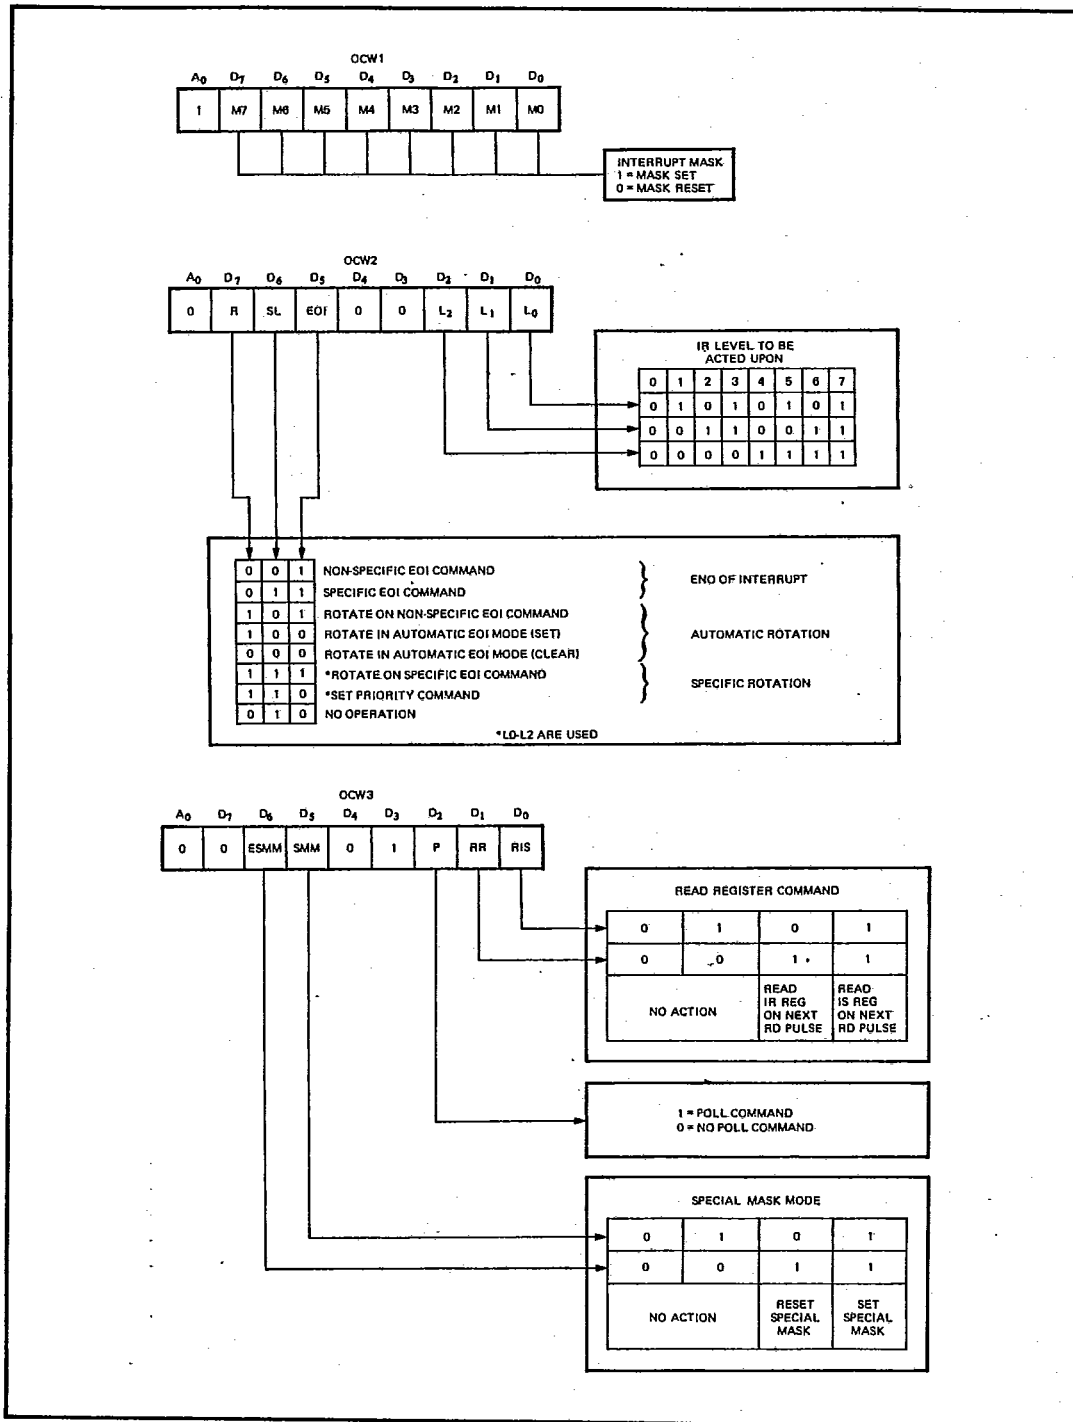 OCW1
A0 D7 D6 D5 D4 D3 D2 D1 D0
1 M7 M6 M5 M4 M3 M2 M1 M0
INTERRUPT MASK
1 = MASK SET
0 = MASK RESET
OCW2
A0 D7 D6 D5 D4 D3 D2 D1 D0
0 R SL EOI 0 0 L2 L1 L0
IR LEVEL TO BE
ACTED UPON
0 1 2 3 4 5 6 7
0 1 0 1 0 1 0 1
0 0 1 1 0 0 1 1
0 0 0 0 1 1 1 1
0 0 1 NON-SPECIFIC EOI COMMAND
0 1 1 SPECIFIC EOI COMMAND
END OF INTERRUPT
1 0 1 ROTATE ON NON-SPECIFIC EOI COMMAND
1 0 0 ROTATE IN AUTOMATIC EOI MODE (SET)
0 0 0 ROTATE IN AUTOMATIC EOI MODE (CLEAR)
AUTOMATIC ROTATION
1 1 1 *ROTATE ON SPECIFIC EOI COMMAND
1 1 0 *SET PRIORITY COMMAND
SPECIFIC ROTATION
0 1 0 NO OPERATION
*L0-L2 ARE USED
OCW3
A0 D7 D6 D5 D4 D3 D2 D1 D0
0 0 ESMM SMM 0 1 P RR RIS
READ REGISTER COMMAND
0 1 0 1
0 0 1 1
NO ACTION
READ
IR REG
ON NEXT
RD PULSE
READ
IS REG
ON NEXT
RD PULSE
1 = POLL COMMAND
0 = NO POLL COMMAND
SPECIAL MASK MODE
0 1 0 1
0 0 1 1
NO ACTION
RESET
SPECIAL
MASK
SET
SPECIAL
MASK